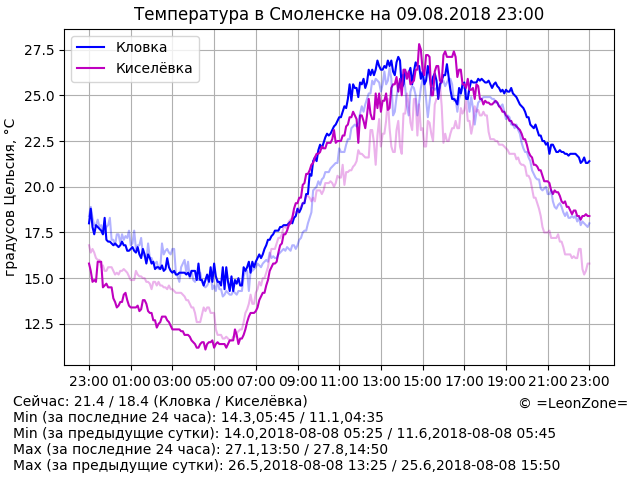 Температура в Смоленске на 09.08.2018 23:00
Кловка
Киселёвка
градусов Цельсия, °C
27.5
25.0
22.5
20.0
17.5
15.0
12.5
23:00 01:00 03:00 05:00 07:00 09:00 11:00 13:00 15:00 17:00 19:00 21:00 23:00
Сейчас: 21.4 / 18.4 (Кловка / Киселёвка)
© =LeonZone=
Min (за последние 24 часа): 14.3,05:45 / 11.1,04:35
Min (за предыдущие сутки): 14.0,2018-08-08 05:25 / 11.6,2018-08-08 05:45
Max (за последние 24 часа): 27.1,13:50 / 27.8,14:50
Max (за предыдущие сутки): 26.5,2018-08-08 13:25 / 25.6,2018-08-08 15:50